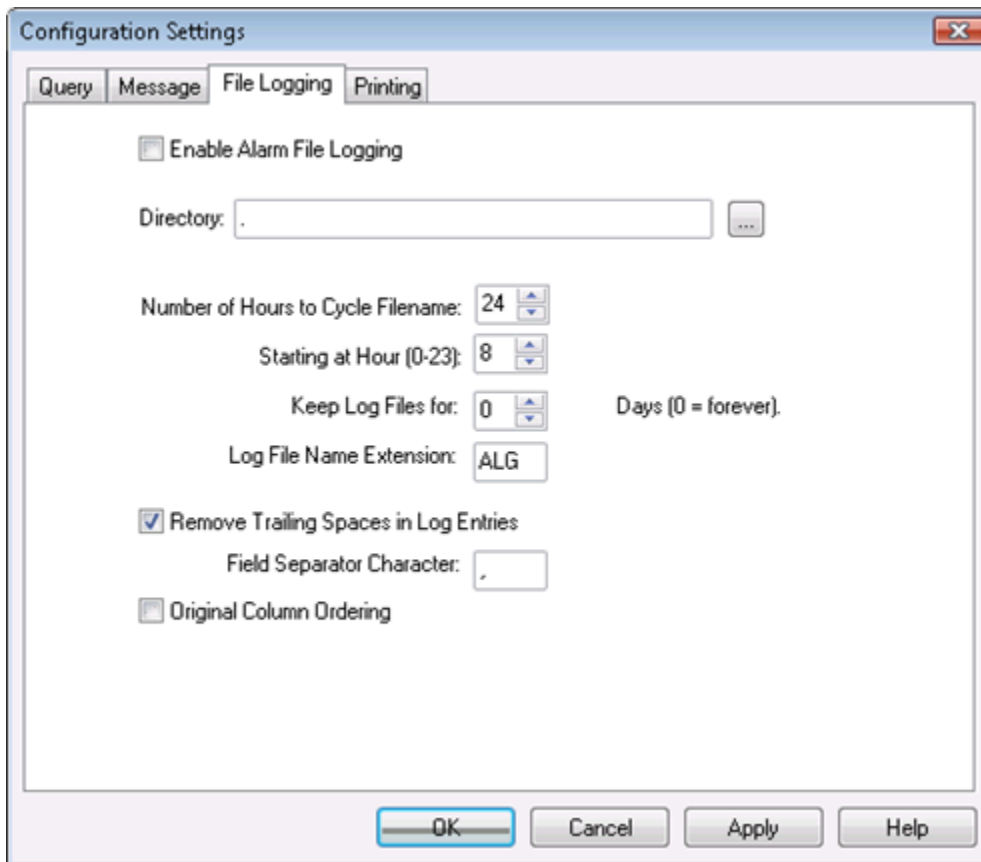 Configuration Settings
Query Message File Logging Printing
Enable Alarm File Logging
Directory: . ...
Number of Hours to Cycle Filename: 24
Starting at Hour (0-23): 8
Keep Log Files for: 0 Days (0 = forever).
Log File Name Extension: ALG
Remove Trailing Spaces in Log Entries
Field Separator Character: ,
Original Column Ordering
OK Cancel Apply Help